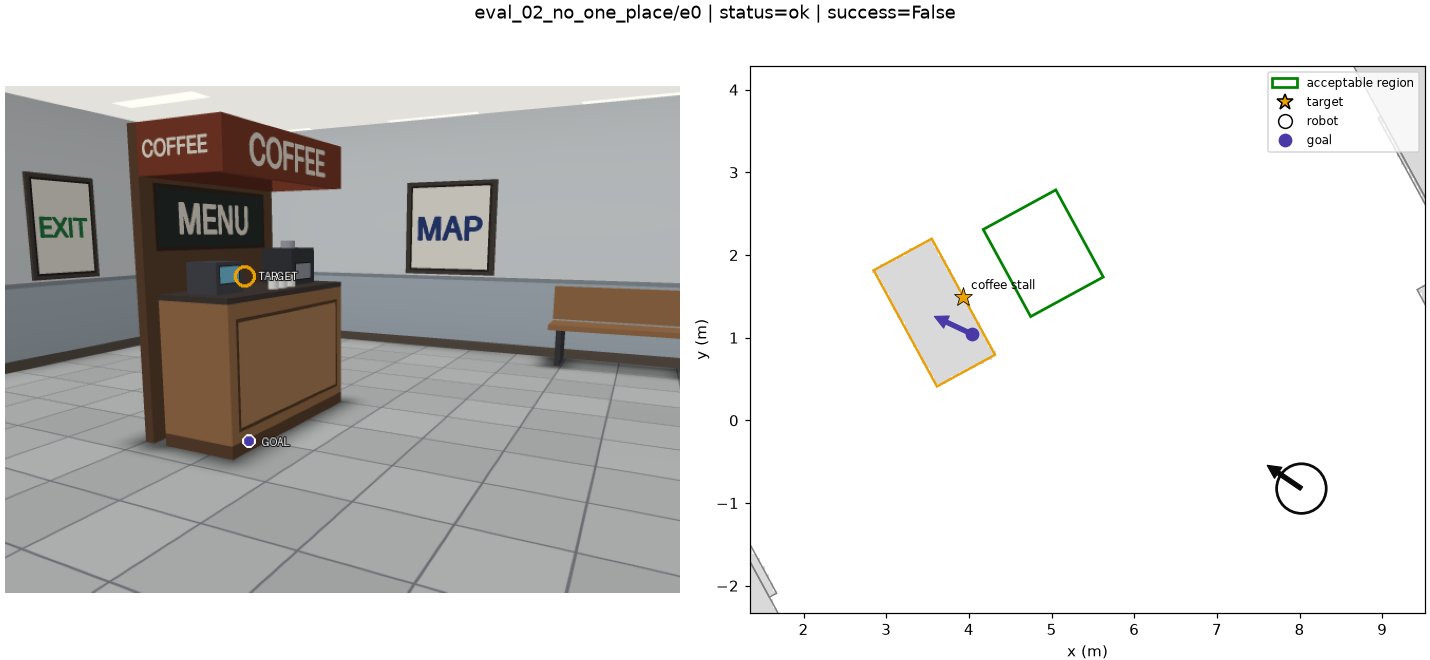 eval_02_no_one_place/e0 | status=ok | success=False
COFFEE
COFFEE
MENU
EXIT
MAP
TARGET
GOAL
acceptable region
target
robot
goal
coffee stall
y (m)
4
3
2
1
0
−1
−2
2
3
4
5
6
7
8
9
x (m)